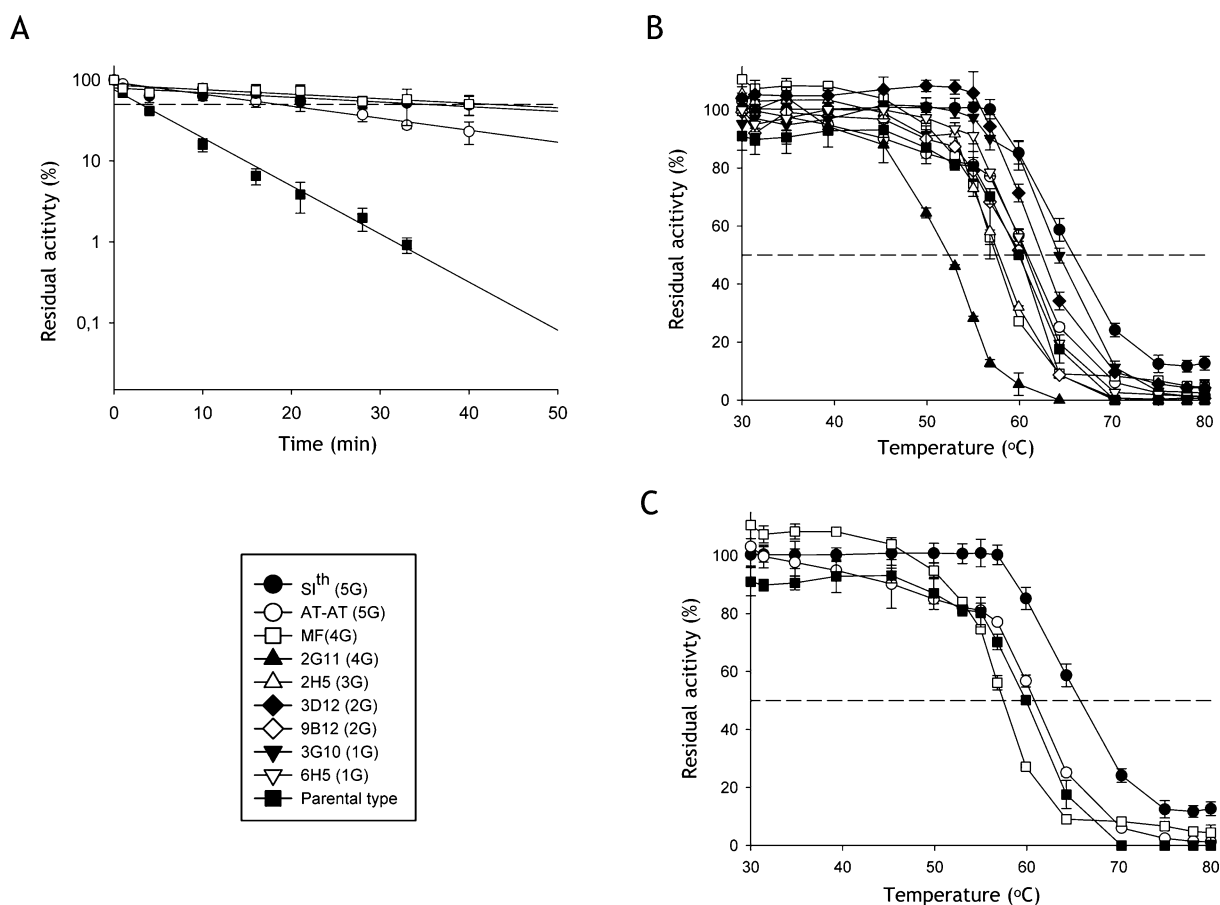 A
100
10
1
0,1
Residual acitivty (%)
0 10 20 30 40 50
Time (min)
B
100
80
60
40
20
0
Residual acitivty (%)
30 40 50 60 70 80
Temperature (oC)
SIth (5G)
AT-AT (5G)
MF(4G)
2G11 (4G)
2H5 (3G)
3D12 (2G)
9B12 (2G)
3G10 (1G)
6H5 (1G)
Parental type
C
100
80
60
40
20
0
Residual acitivty (%)
30 40 50 60 70 80
Temperature (oC)